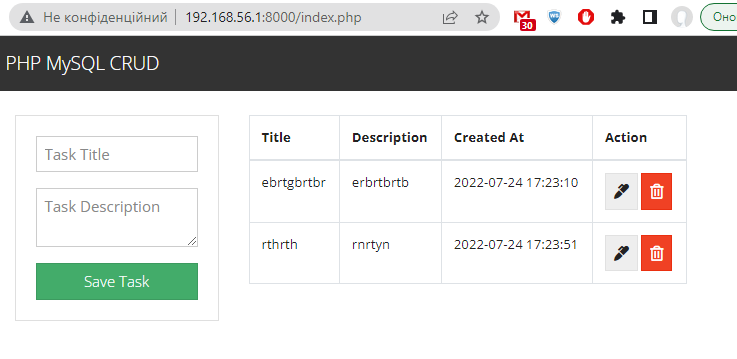 Не конфіденційний 192.168.56.1:8000/index.php 30 Оно
PHP MySQL CRUD
Task Title
Task Description
Save Task
Title Description Created At Action
ebrtgbrtbr erbrtbrtb 2022-07-24 17:23:10
rthrth rnrtyn 2022-07-24 17:23:51